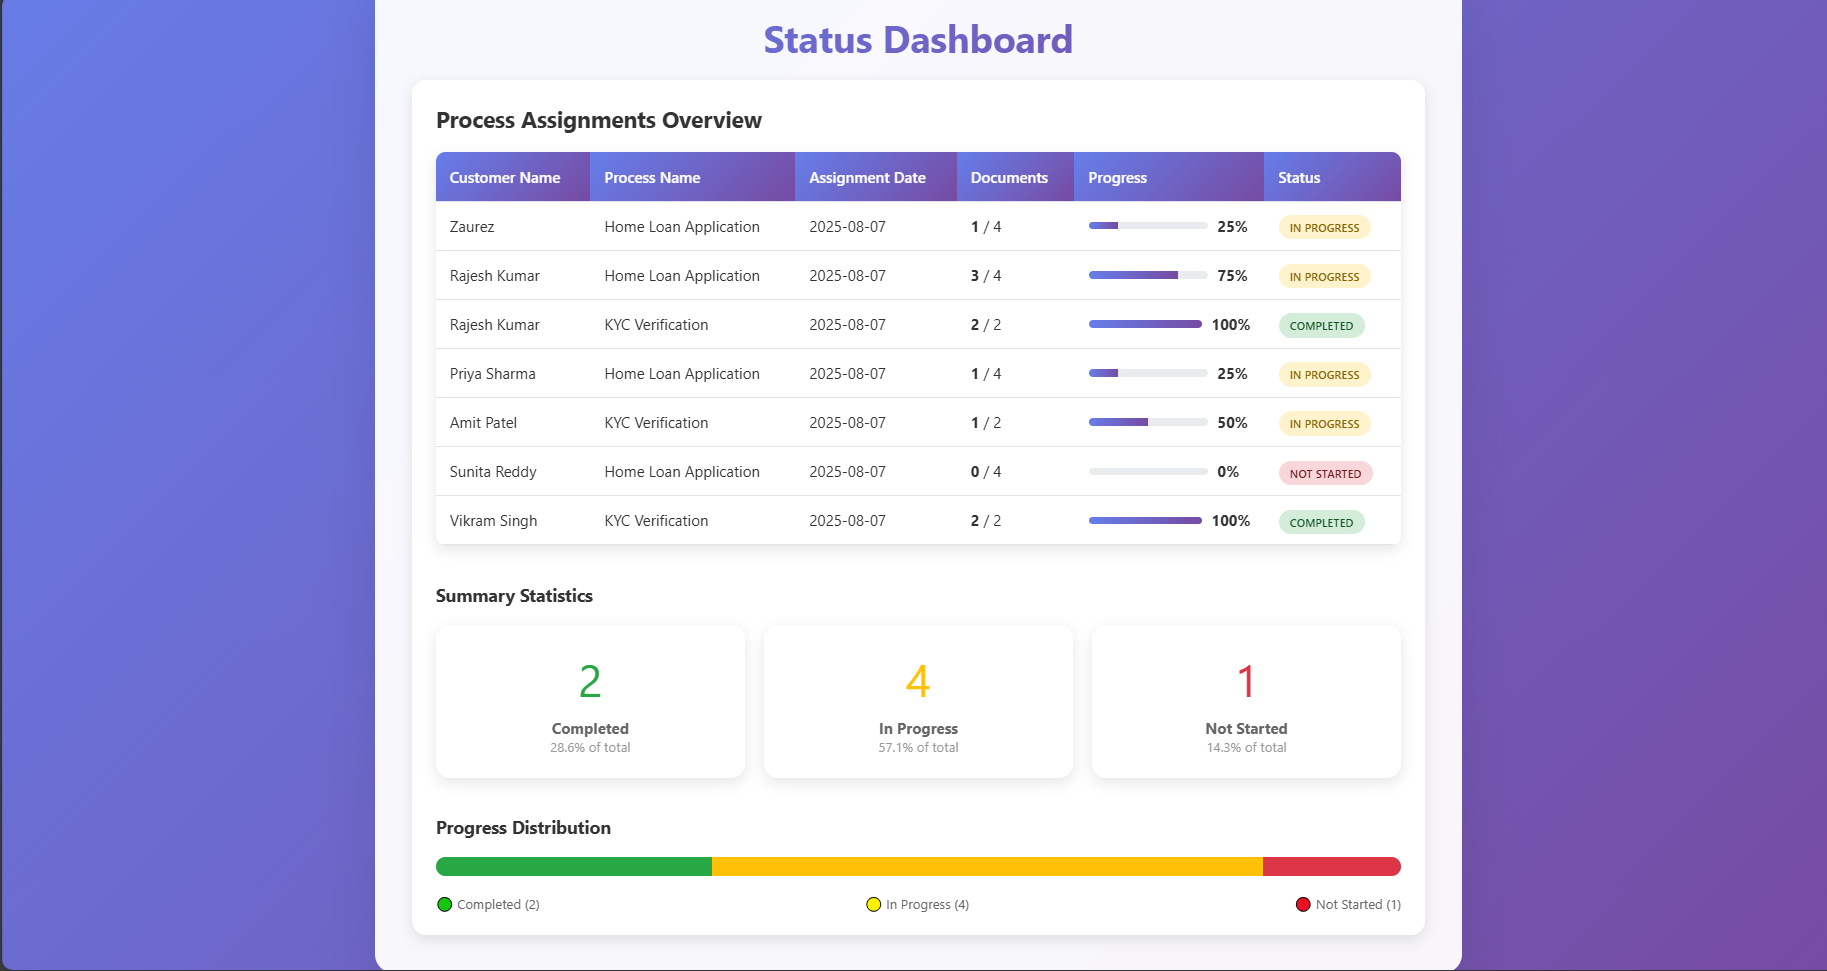 Status Dashboard
Process Assignments Overview
Customer Name Process Name Assignment Date Documents Progress Status
Zaurez Home Loan Application 2025-08-07 1 / 4 25% IN PROGRESS
Rajesh Kumar Home Loan Application 2025-08-07 3 / 4 75% IN PROGRESS
Rajesh Kumar KYC Verification 2025-08-07 2 / 2 100% COMPLETED
Priya Sharma Home Loan Application 2025-08-07 1 / 4 25% IN PROGRESS
Amit Patel KYC Verification 2025-08-07 1 / 2 50% IN PROGRESS
Sunita Reddy Home Loan Application 2025-08-07 0 / 4 0% NOT STARTED
Vikram Singh KYC Verification 2025-08-07 2 / 2 100% COMPLETED
Summary Statistics
2 4 1
Completed In Progress Not Started
28.6% of total 57.1% of total 14.3% of total
Progress Distribution
Completed (2) In Progress (4) Not Started (1)